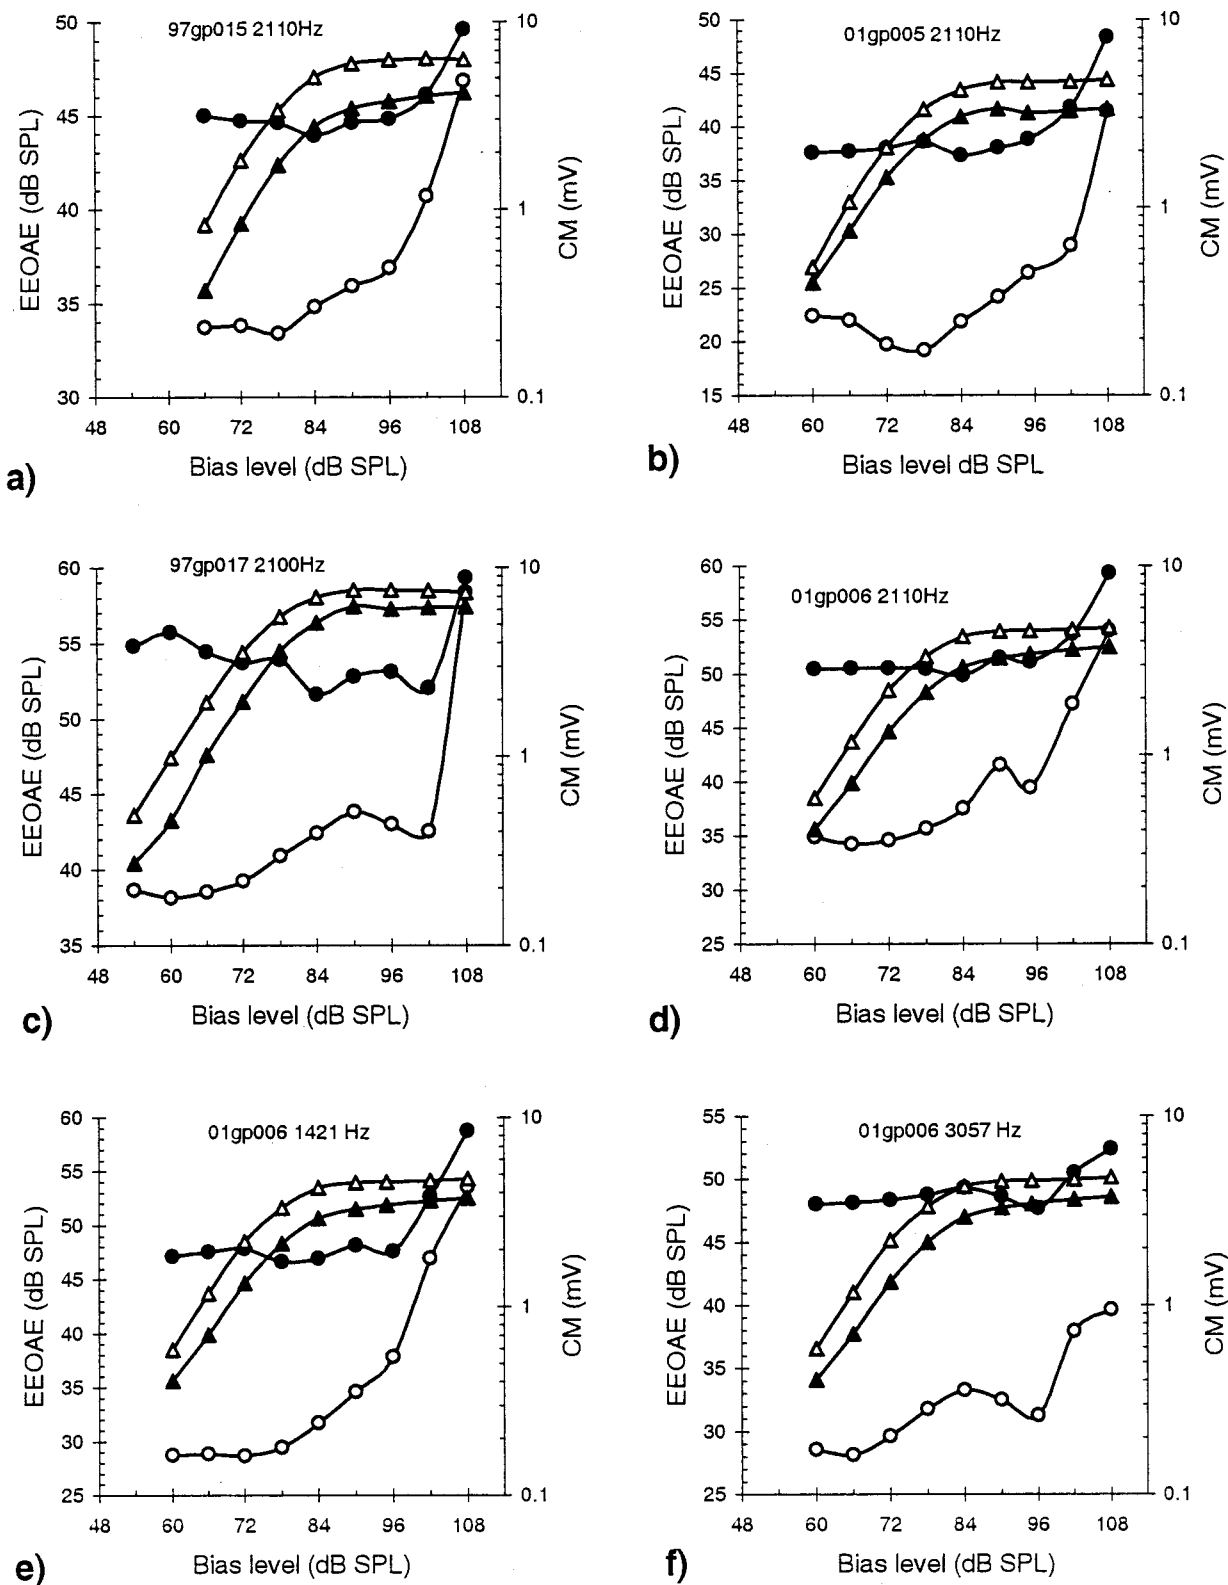 97gp015 2110Hz
50
45
40
35
30
10
1
0.1
EEOAE (dB SPL)
CM (mV)
48 60 72 84 96 108
Bias level (dB SPL)
a)
01gp005 2110Hz
50
45
40
35
30
25
20
15
10
1
0.1
EEOAE (dB SPL)
CM (mV)
48 60 72 84 96 108
Bias level dB SPL
b)
97gp017 2100Hz
60
55
50
45
40
35
10
1
0.1
EEOAE (dB SPL)
CM (mV)
48 60 72 84 96 108
Bias level (dB SPL)
c)
01gp006 2110Hz
60
55
50
45
40
35
30
25
10
1
0.1
EEOAE (dB SPL)
CM (mV)
48 60 72 84 96 108
Bias level (dB SPL)
d)
01gp006 1421 Hz
60
55
50
45
40
35
30
25
10
1
0.1
EEOAE (dB SPL)
CM (mV)
48 60 72 84 96 108
Bias level (dB SPL)
e)
01gp006 3057 Hz
55
50
45
40
35
30
25
10
1
0.1
EEOAE (dB SPL)
CM (mV)
48 60 72 84 96 108
Bias level (dB SPL)
f)